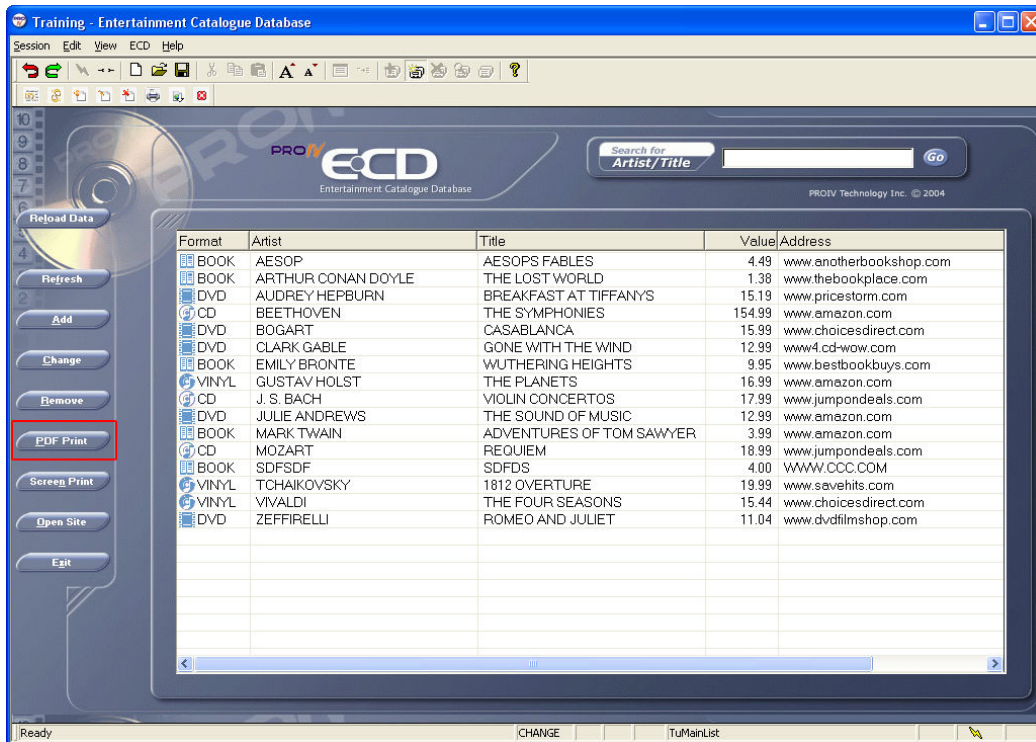 Training - Entertainment Catalogue Database
Session Edit View ECD Help
PROIV ECD
Entertainment Catalogue Database
Search for
Artist/Title
Go
PROIV Technology Inc. © 2004
10
9
8
7
6
4
2
PROIV
Reload Data
Refresh
Add
Change
Remove
PDF Print
Screen Print
Open Site
Exit
Format Artist Title Value Address
BOOK AESOP AESOPS FABLES 4.49 www.anotherbookshop.com
BOOK ARTHUR CONAN DOYLE THE LOST WORLD 1.38 www.thebookplace.com
DVD AUDREY HEPBURN BREAKFAST AT TIFFANYS 15.19 www.pricestorm.com
CD BEETHOVEN THE SYMPHONIES 154.99 www.amazon.com
DVD BOGART CASABLANCA 15.99 www.choicesdirect.com
DVD CLARK GABLE GONE WITH THE WIND 12.99 www4.cd-wow.com
BOOK EMILY BRONTE WUTHERING HEIGHTS 9.95 www.bestbookbuys.com
VINYL GUSTAV HOLST THE PLANETS 16.99 www.amazon.com
CD J. S. BACH VIOLIN CONCERTOS 17.99 www.jumpondeals.com
DVD JULIE ANDREWS THE SOUND OF MUSIC 12.99 www.amazon.com
BOOK MARK TWAIN ADVENTURES OF TOM SAWYER 3.99 www.amazon.com
CD MOZART REQUIEM 18.99 www.jumpondeals.com
BOOK SDFSDF SDFDS 4.00 WWW.CCC.COM
VINYL TCHAIKOVSKY 1812 OVERTURE 19.99 www.savehits.com
VINYL VIVALDI THE FOUR SEASONS 15.44 www.choicesdirect.com
DVD ZEFFIRELLI ROMEO AND JULIET 11.04 www.dvdfilmshop.com
Ready CHANGE TuMainList